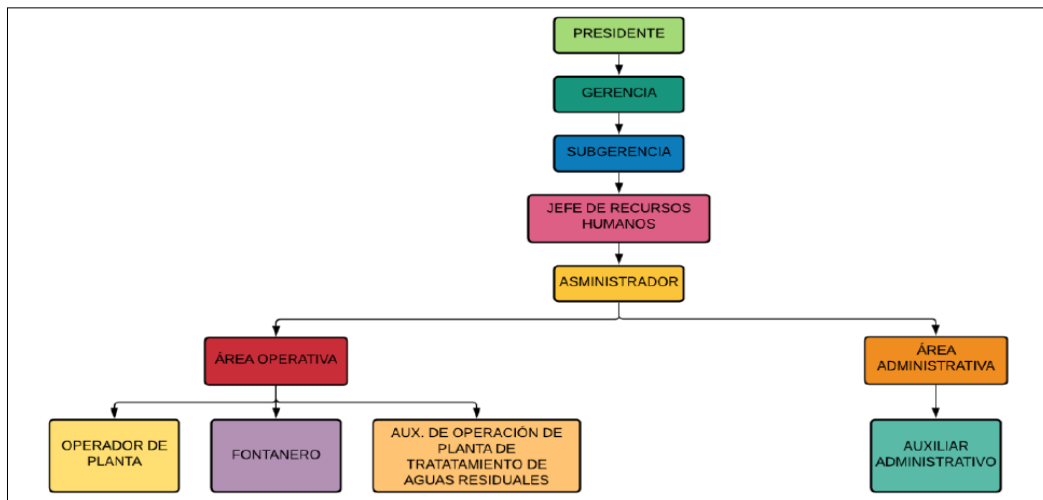 PRESIDENTE
GERENCIA
SUBGERENCIA
JEFE DE RECURSOS
HUMANOS
ASMINISTRADOR
ÁREA OPERATIVA
ÁREA
ADMINISTRATIVA
OPERADOR DE
PLANTA
FONTANERO
AUX. DE OPERACIÓN DE
PLANTA DE
TRATATAMIENTO DE
AGUAS RESIDUALES
AUXILIAR
ADMINISTRATIVO